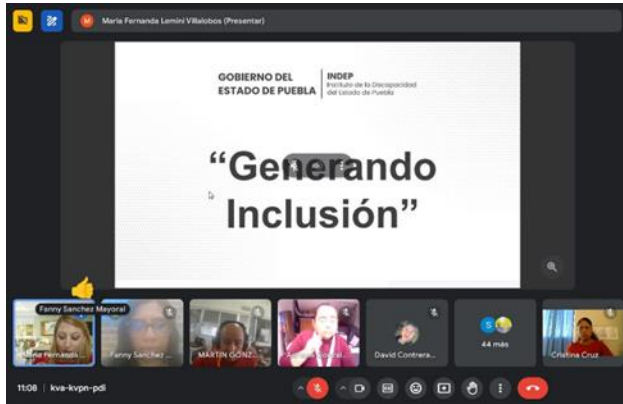 M María Fernanda Lemini Villalobos (Presentar)
GOBIERNO DEL
ESTADO DE PUEBLA
INDEP
Instituto de la Discapacidad
del Estado de Puebla
“Generando
Inclusión”
Fanny Sanchez Mayoral
Fanny Sanchez ...
MARTIN GONZ...
David Contrera...
S
44 más
Cristina Cruz
11:08 | kva-kvpn-pdi